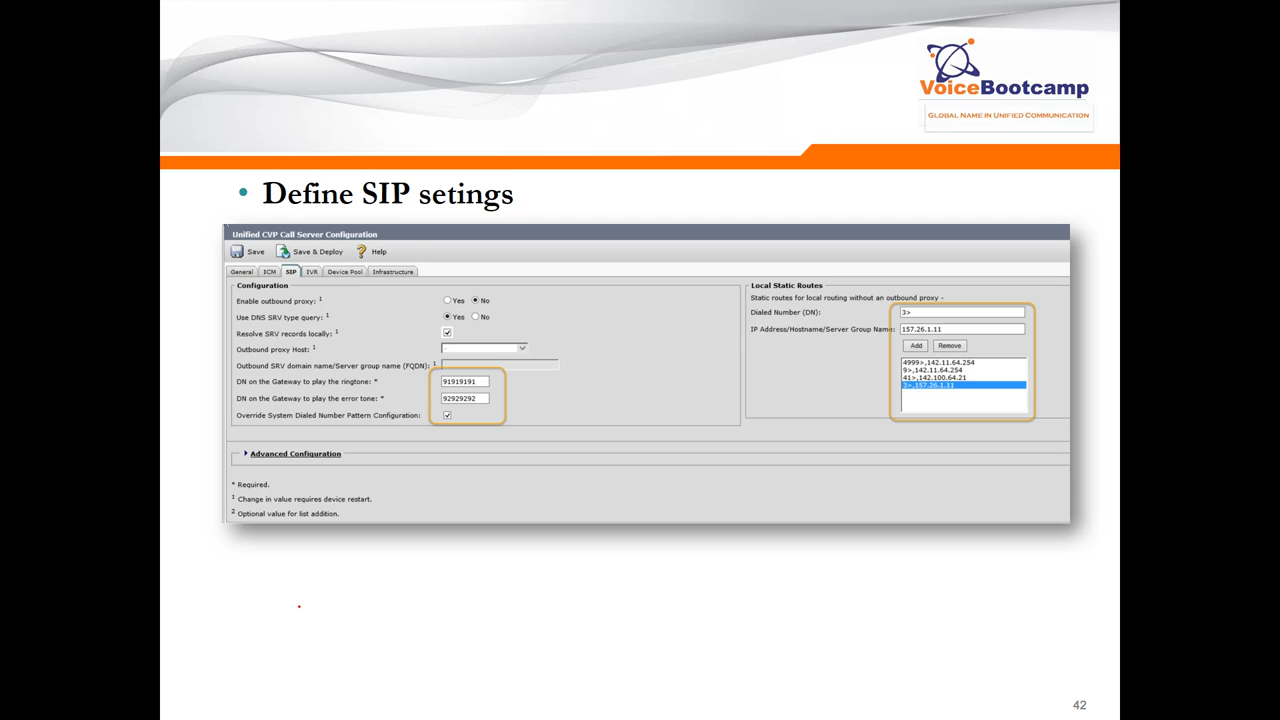 VoiceBootcamp
GLOBAL NAME IN UNIFIED COMMUNICATION
• Define SIP setings
Unified CVP Call Server Configuration
Save Save & Deploy Help
General ICM SIP IVR Device Pool Infrastructure
Configuration
Enable outbound proxy: 1 Yes No
Use DNS SRV type query: 1 Yes No
Resolve SRV records locally: 1
Outbound proxy Host: 1
Outbound SRV domain name/Server group name (FQDN): 1
DN on the Gateway to play the ringtone: * 91919191
DN on the Gateway to play the error tone: * 92929292
Override System Dialed Number Pattern Configuration:
Local Static Routes
Static routes for local routing without an outbound proxy -
Dialed Number (DN): 3>
IP Address/Hostname/Server Group Name: 157.26.1.11
Add Remove
4999>,142.11.64.254
9>,142.11.64.254
41>,142.100.64.21
3>,157.26.1.11
Advanced Configuration
* Required.
1 Change in value requires device restart.
2 Optional value for list addition.
42